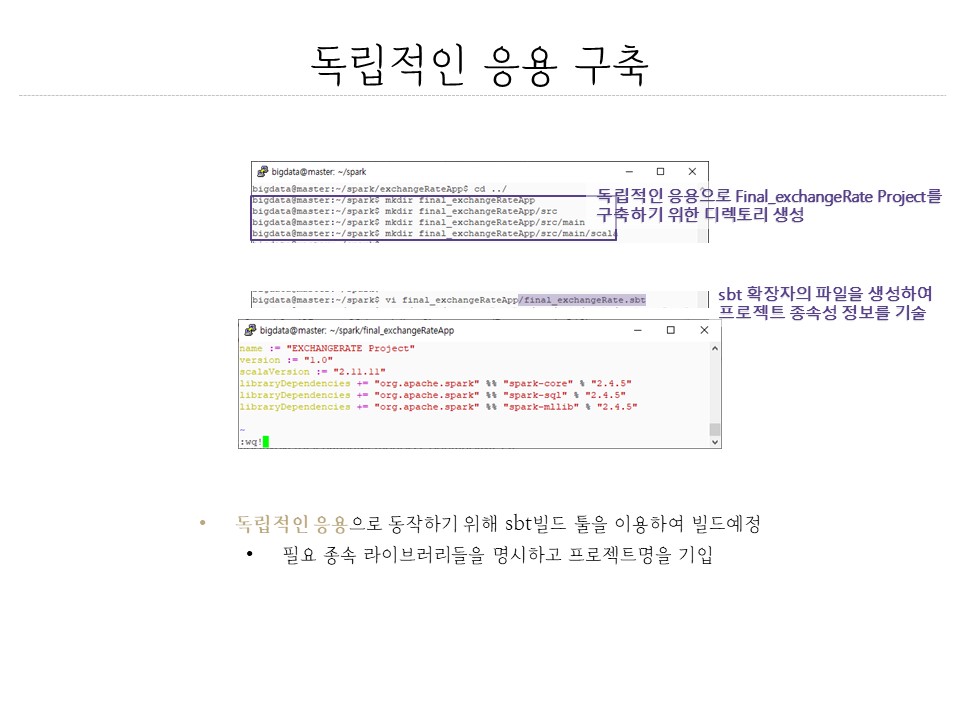 독립적인 응용 구축
bigdata@master: ~/spark
bigdata@master:~/spark/exchangeRateApp$ cd ../
bigdata@master:~/spark$ mkdir final_exchangeRateApp
bigdata@master:~/spark$ mkdir final_exchangeRateApp/src
bigdata@master:~/spark$ mkdir final_exchangeRateApp/src/main
bigdata@master:~/spark$ mkdir final_exchangeRateApp/src/main/scala
독립적인 응용으로 Final_exchangeRate Project를
구축하기 위한 디렉토리 생성
bigdata@master:~/spark$ vi final_exchangeRateApp/final_exchangeRate.sbt
sbt 확장자의 파일을 생성하여
프로젝트 종속성 정보를 기술
bigdata@master: ~/spark/final_exchangeRateApp
name := "EXCHANGERATE Project"
version := "1.0"
scalaVersion := "2.11.11"
libraryDependencies += "org.apache.spark" %% "spark-core" % "2.4.5"
libraryDependencies += "org.apache.spark" %% "spark-sql" % "2.4.5"
libraryDependencies += "org.apache.spark" %% "spark-mllib" % "2.4.5"
~
:wq!
• 독립적인 응용으로 동작하기 위해 sbt빌드 툴을 이용하여 빌드예정
• 필요 종속 라이브러리들을 명시하고 프로젝트명을 기입